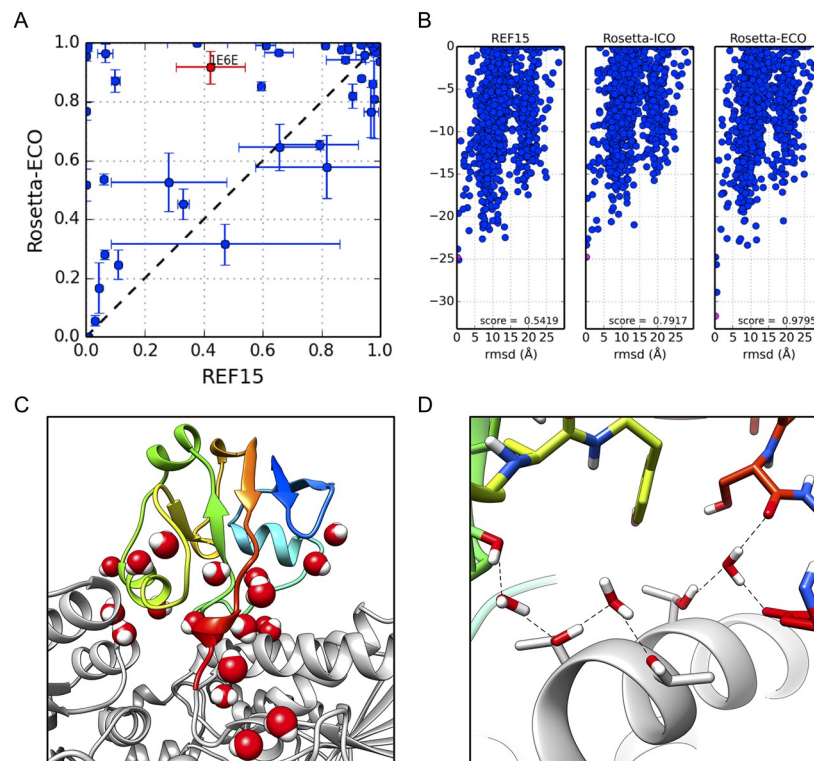 A
1.0
0.8
0.6
0.4
0.2
0.0
Rosetta-ECO
1E6E
0.0 0.2 0.4 0.6 0.8 1.0
REF15
B
REF15 Rosetta-ICO Rosetta-ECO
0
−5
−10
−15
−20
−25
−30
score = 0.5419 score = 0.7917 score = 0.9795
0 5 10 15 20 25 0 5 10 15 20 25 0 5 10 15 20 25
rmsd (Å) rmsd (Å) rmsd (Å)
C
D